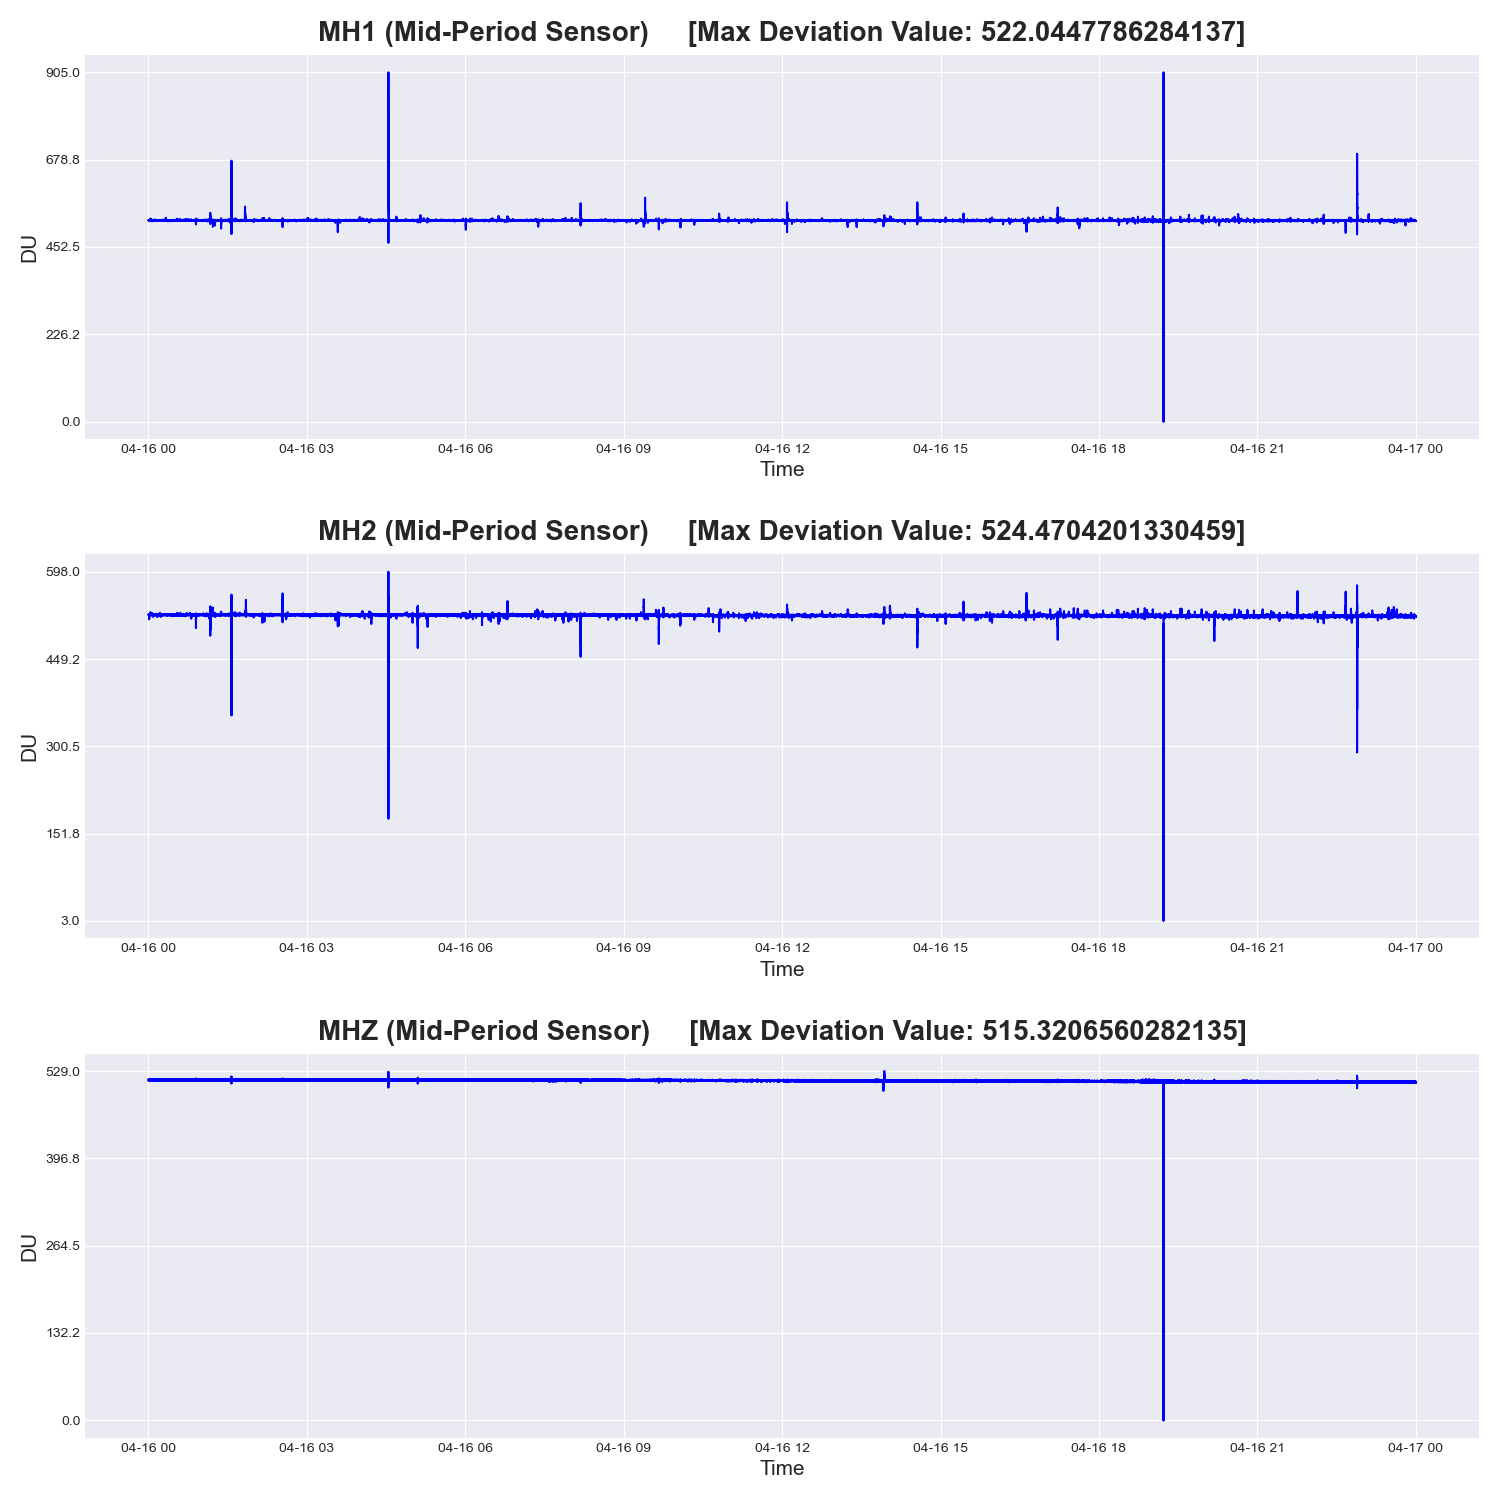 MH1 (Mid-Period Sensor) [Max Deviation Value: 522.0447786284137]
905.0
678.8
452.5
226.2
0.0
DU
04-16 00 04-16 03 04-16 06 04-16 09 04-16 12 04-16 15 04-16 18 04-16 21 04-17 00
Time
MH2 (Mid-Period Sensor) [Max Deviation Value: 524.4704201330459]
598.0
449.2
300.5
151.8
3.0
DU
04-16 00 04-16 03 04-16 06 04-16 09 04-16 12 04-16 15 04-16 18 04-16 21 04-17 00
Time
MHZ (Mid-Period Sensor) [Max Deviation Value: 515.3206560282135]
529.0
396.8
264.5
132.2
0.0
DU
04-16 00 04-16 03 04-16 06 04-16 09 04-16 12 04-16 15 04-16 18 04-16 21 04-17 00
Time